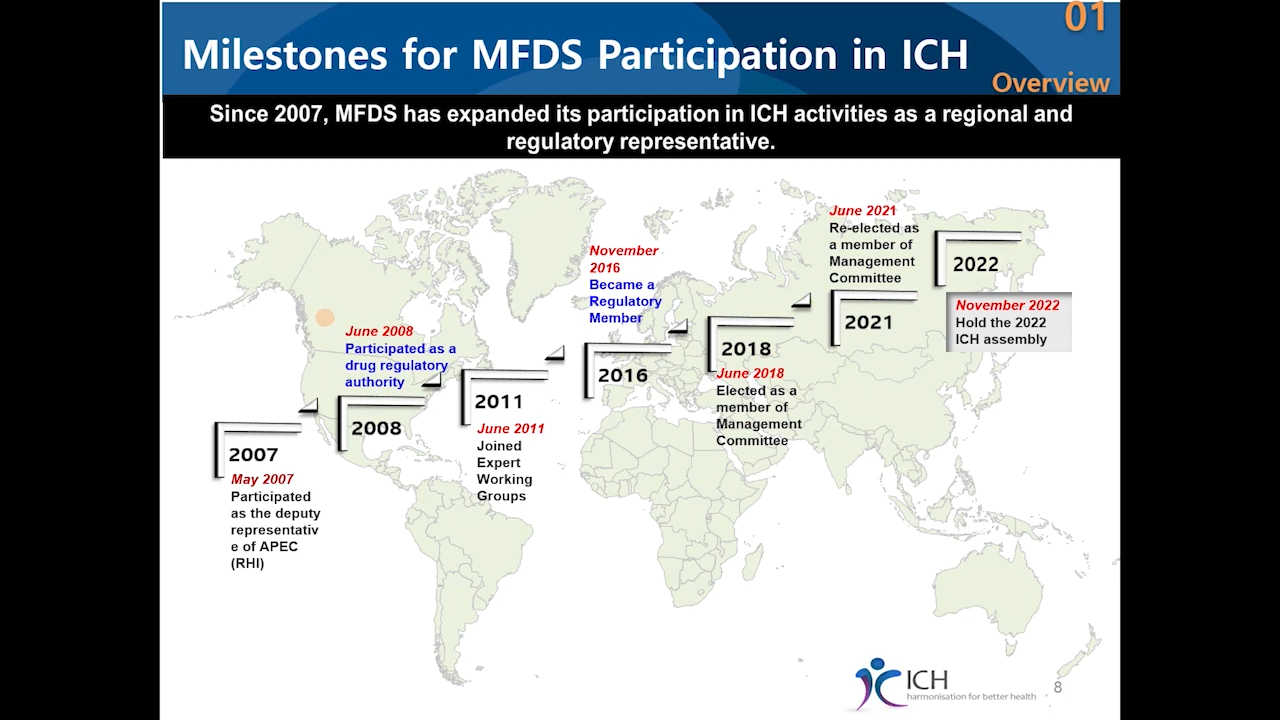 01
Milestones for MFDS Participation in ICH
Overview
Since 2007, MFDS has expanded its participation in ICH activities as a regional and
regulatory representative.
2007
May 2007
Participated
as the deputy
representativ
e of APEC
(RHI)
June 2008
Participated as a
drug regulatory
authority
2008
2011
June 2011
Joined
Expert
Working
Groups
November
2016
Became a
Regulatory
Member
2016
2018
June 2018
Elected as a
member of
Management
Committee
June 2021
Re-elected as
a member of
Management
Committee
2021
2022
November 2022
Hold the 2022
ICH assembly
ICH
harmonisation for better health
8